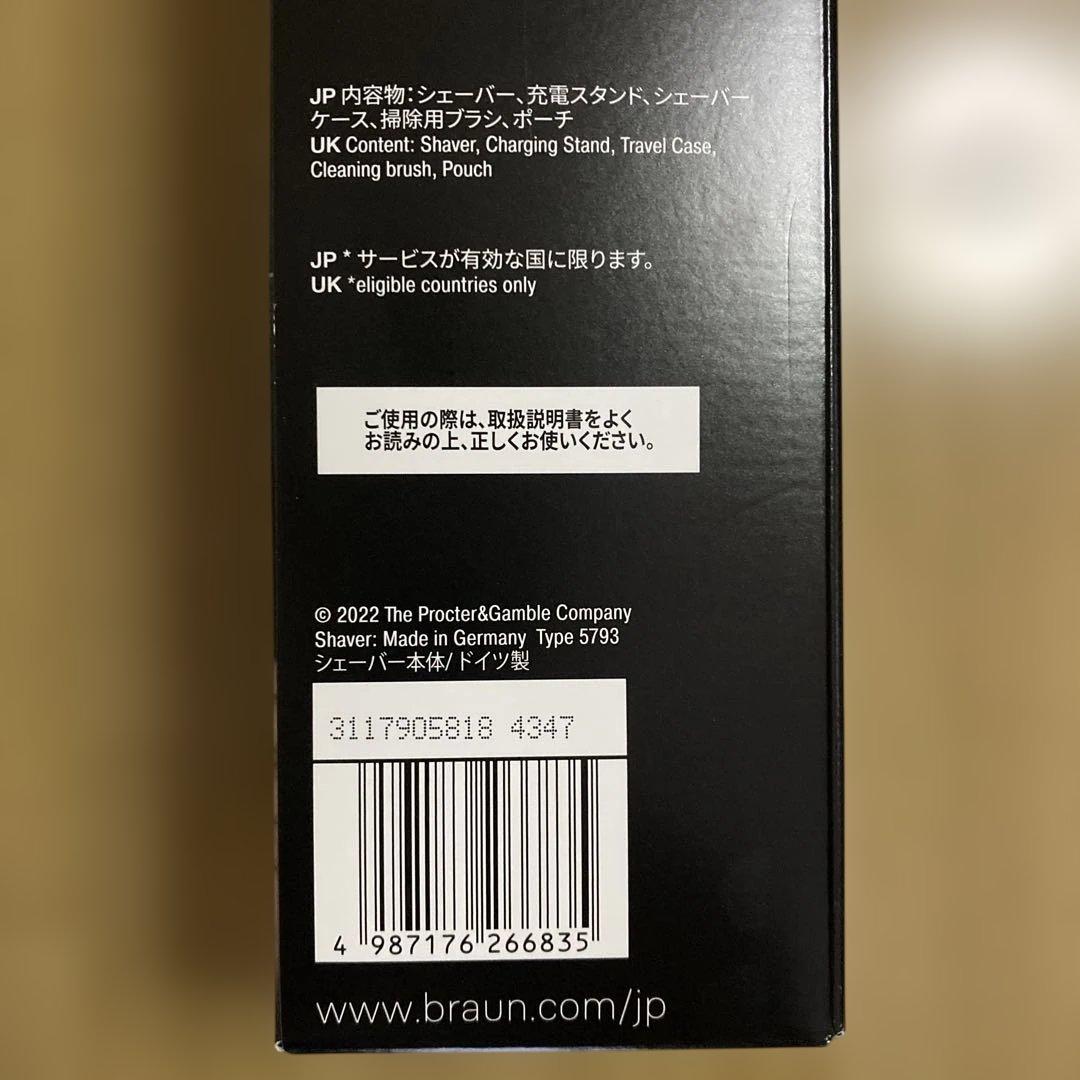 JP 内容物：シェーバー、充電スタンド、シェーバー
ケース、掃除用ブラシ、ポーチ
UK Content: Shaver, Charging Stand, Travel Case,
Cleaning brush, Pouch
JP * サービスが有効な国に限ります。
UK *eligible countries only
ご使用の際は、取扱説明書をよく
お読みの上、正しくお使いください。
© 2022 The Procter&Gamble Company
Shaver: Made in Germany Type 5793
シェーバー本体/ドイツ製
3117905818 4347
4 987176 266835
www.braun.com/jp